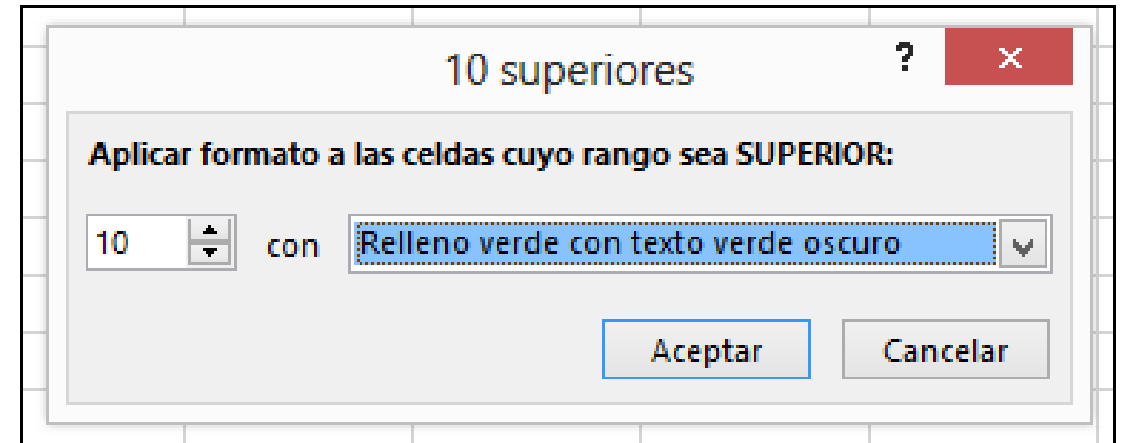 10 superiores
?
Aplicar formato a las celdas cuyo rango sea SUPERIOR:
10 con Relleno verde con texto verde oscuro
Aceptar Cancelar